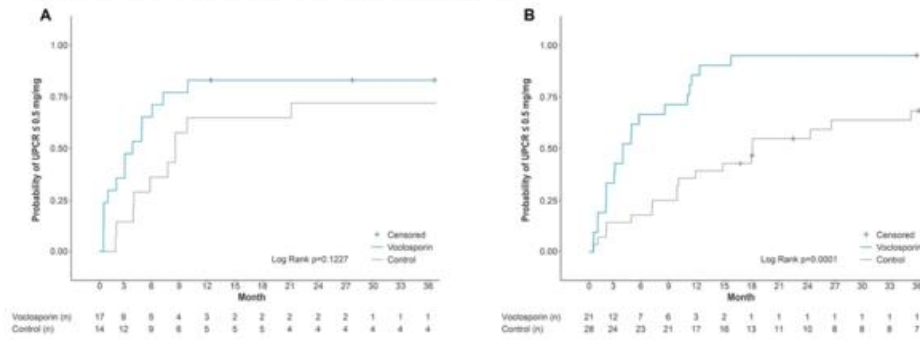 A
B
Probability of UPCR ≤ 0.5 mg/mg
1.00
0.75
0.50
0.25
0.00
Censored
Voclosporin
Control
Log Rank p=0.1227
0 3 6 9 12 15 18 21 24 27 30 33 36
Month
Voclosporin (n) 17 8 5 4 3 2 2 2 2 2 1 1 1
Control (n) 14 12 9 6 5 5 5 4 4 4 4 4 4
Probability of UPCR ≤ 0.5 mg/mg
1.00
0.75
0.50
0.25
0.00
Censored
Voclosporin
Control
Log Rank p=0.0001
0 3 6 9 12 15 18 21 24 27 30 33 36
Month
Voclosporin (n) 21 12 7 6 3 2 1 1 1 1 1 1 1
Control (n) 28 24 23 21 17 16 13 11 10 8 8 8 7